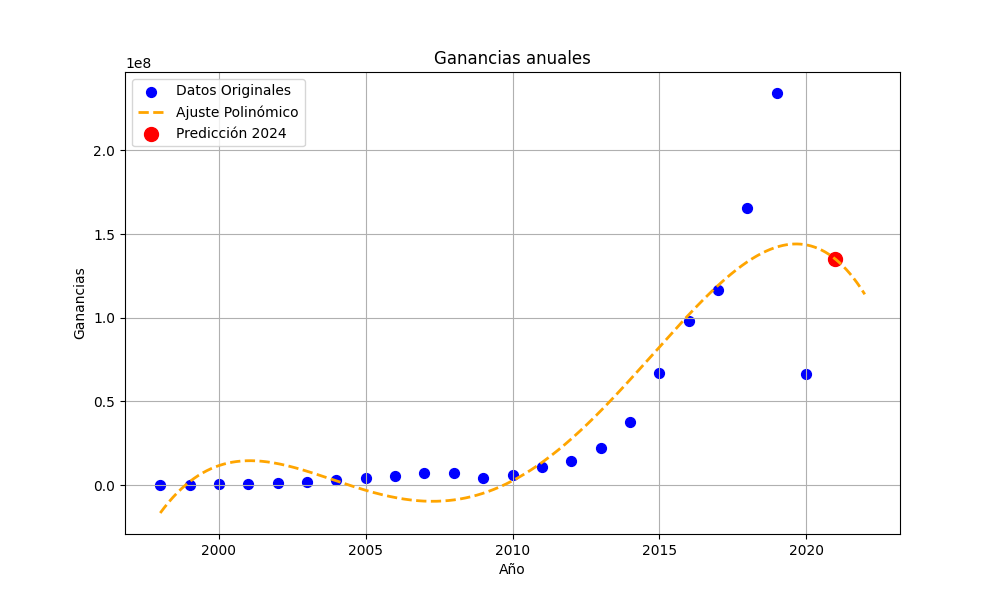 Ganancias anuales
1e8
Datos Originales
Ajuste Polinómico
Predicción 2024
2.0
1.5
1.0
0.5
0.0
Ganancias
2000 2005 2010 2015 2020
Año